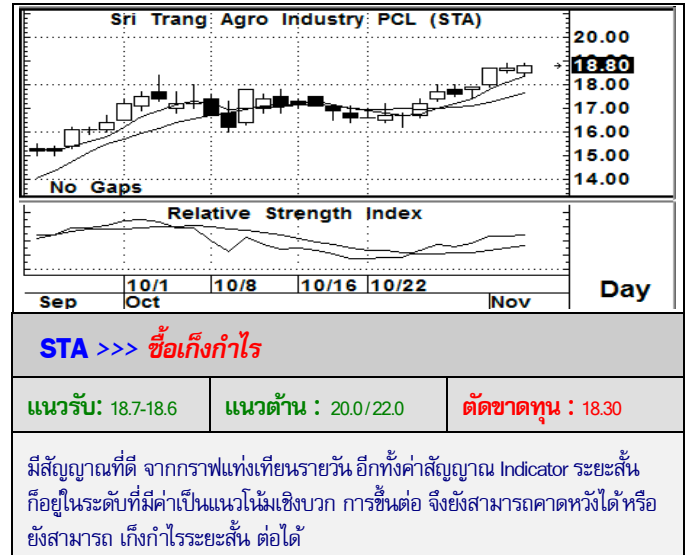 Sri Trang Agro Industry PCL (STA)
20.00
18.80
18.00
17.00
16.00
15.00
14.00
No Gaps
Relative Strength Index
10/1 10/8 10/16 10/22
Sep Oct Nov
Day
STA >>> ซื้อเก็งกำไร
แนวรับ: 18.7-18.6 แนวต้าน : 20.0/22.0 ตัดขาดทุน : 18.30
มีสัญญาณที่ดี จากกราฟแท่งเทียนรายวัน อีกทั้งค่าสัญญาณ Indicator ระยะสั้น
ก็อยู่ในระดับที่มีค่าเป็นแนวโน้มเชิงบวก การขึ้นต่อ จึงยังสามารถคาดหวังได้ หรือ
ยังสามารถ เก็งกำไรระยะสั้น ต่อได้